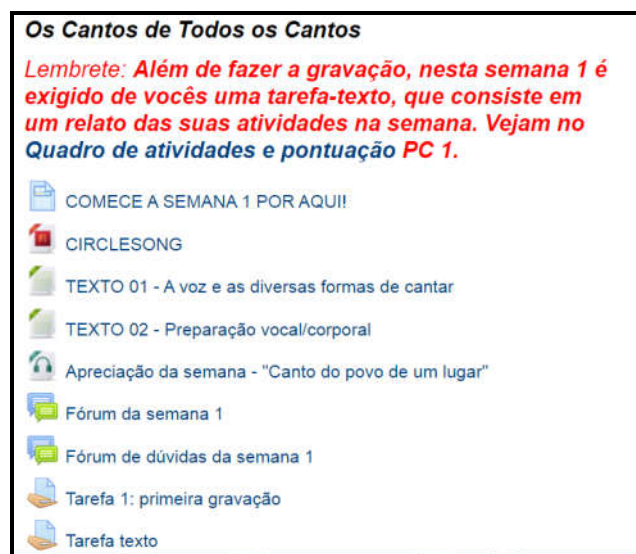 Os Cantos de Todos os Cantos
Lembrete: Além de fazer a gravação, nesta semana 1 é
exigido de vocês uma tarefa-texto, que consiste em
um relato das suas atividades na semana. Vejam no
Quadro de atividades e pontuação PC 1.
COMECE A SEMANA 1 POR AQUI!
CIRCLESONG
TEXTO 01 - A voz e as diversas formas de cantar
TEXTO 02 - Preparação vocal/corporal
Apreciação da semana - "Canto do povo de um lugar"
Fórum da semana 1
Fórum de dúvidas da semana 1
Tarefa 1: primeira gravação
Tarefa texto